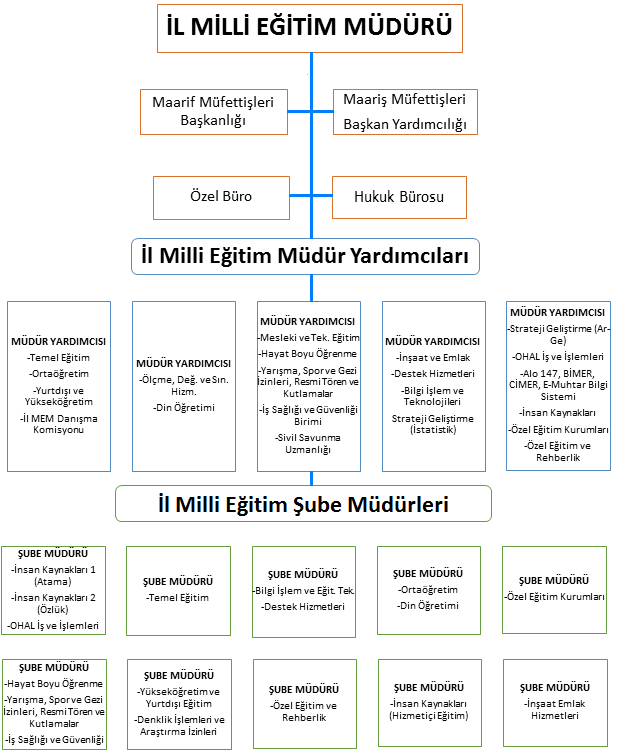 İL MİLLİ EĞİTİM MÜDÜRÜ
Maarif Müfettişleri
Başkanlığı
Maariş Müfettişleri
Başkan Yardımcılığı
Özel Büro
Hukuk Bürosu
İl Milli Eğitim Müdür Yardımcıları
MÜDÜR YARDIMCISI
-Temel Eğitim
-Ortaöğretim
-Yurtdışı ve
Yükseköğretim
-İl MEM Danışma
Komisyonu
MÜDÜR YARDIMCISI
-Ölçme, Değ. ve Sın.
Hizm.
-Din Öğretimi
MÜDÜR YARDIMCISI
-Mesleki ve Tek. Eğitim
-Hayat Boyu Öğrenme
-Yarışma, Spor ve Gezi
İzinleri, Resmi Tören ve
Kutlamalar
-İş Sağlığı ve Güvenliği
Birimi
-Sivil Savunma
Uzmanlığı
MÜDÜR YARDIMCISI
-İnşaat ve Emlak
-Destek Hizmetleri
-Bilgi İşlem ve
Teknolojileri
Strateji Geliştirme
(İstatistik)
MÜDÜR YARDIMCISI
-Strateji Geliştirme (Ar-
Ge)
-OHAL İş ve İşlemleri
-Alo 147, BİMER,
CİMER, E-Muhtar Bilgi
Sistemi
-İnsan Kaynakları
-Özel Eğitim Kurumları
-Özel Eğitim ve
Rehberlik
İl Milli Eğitim Şube Müdürleri
ŞUBE MÜDÜRÜ
-İnsan Kaynakları 1
(Atama)
-İnsan Kaynakları 2
(Özlük)
-OHAL İş ve İşlemleri
ŞUBE MÜDÜRÜ
-Temel Eğitim
ŞUBE MÜDÜRÜ
-Bilgi İşlem ve Eğit. Tek.
-Destek Hizmetleri
ŞUBE MÜDÜRÜ
-Ortaöğretim
-Din Öğretimi
ŞUBE MÜDÜRÜ
-Özel Eğitim Kurumları
ŞUBE MÜDÜRÜ
-Hayat Boyu Öğrenme
-Yarışma, Spor ve Gezi
İzinleri, Resmi Tören ve
Kutlamalar
-İş Sağlığı ve Güvenliği
ŞUBE MÜDÜRÜ
-Yükseköğretim ve
Yurtdışı Eğitim
-Denklik İşlemleri ve
Araştırma İzinleri
ŞUBE MÜDÜRÜ
-Özel Eğitim ve
Rehberlik
ŞUBE MÜDÜRÜ
-İnsan Kaynakları
(Hizmetiçi Eğitim)
ŞUBE MÜDÜRÜ
-İnşaat Emlak
Hizmetleri